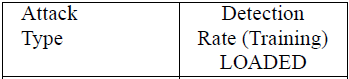 Attack Detection
Type Rate (Training)
LOADED